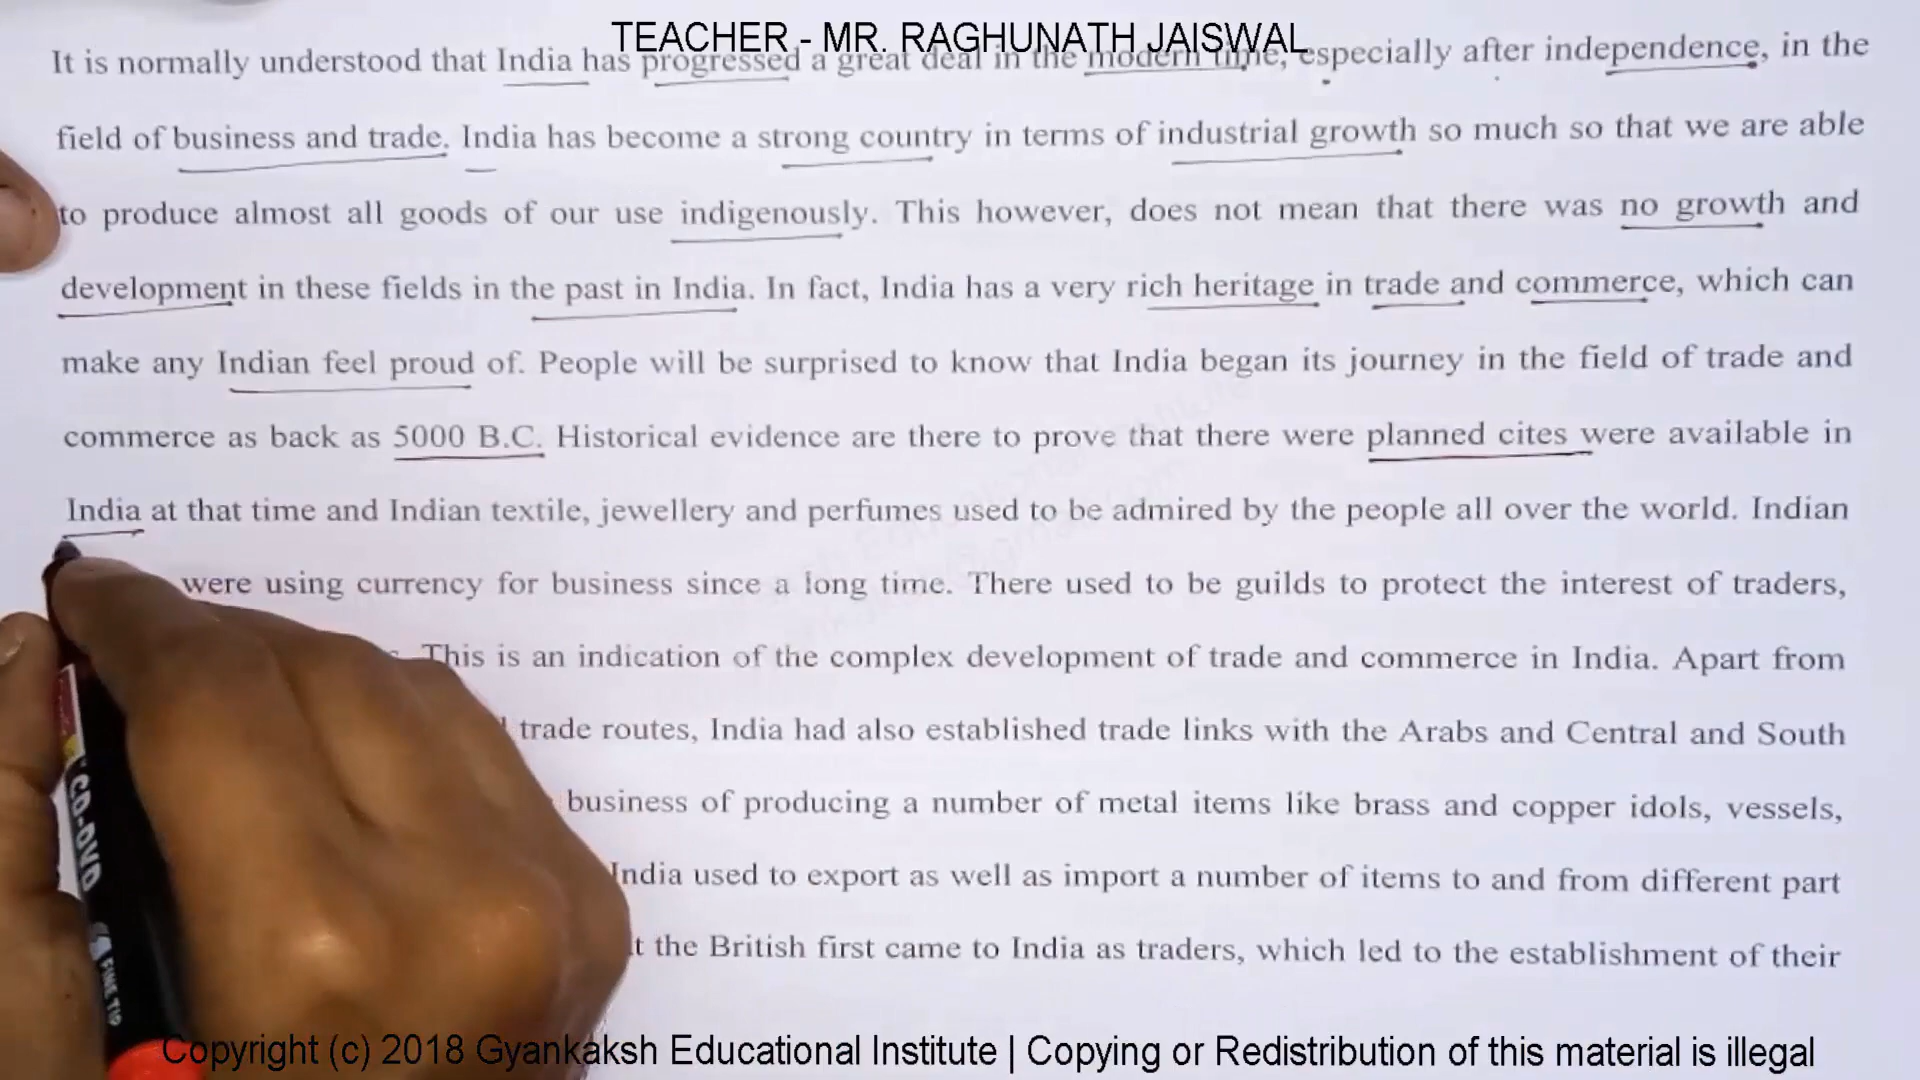 TEACHER - MR. RAGHUNATH JAISWAL
It is normally understood that India has progressed a great deal in the modern time, especially after independence, in the
field of business and trade. India has become a strong country in terms of industrial growth so much so that we are able
to produce almost all goods of our use indigenously. This however, does not mean that there was no growth and
development in these fields in the past in India. In fact, India has a very rich heritage in trade and commerce, which can
make any Indian feel proud of. People will be surprised to know that India began its journey in the field of trade and
commerce as back as 5000 B.C. Historical evidence are there to prove that there were planned cites were available in
India at that time and Indian textile, jewellery and perfumes used to be admired by the people all over the world. Indian
were using currency for business since a long time. There used to be guilds to protect the interest of traders,
This is an indication of the complex development of trade and commerce in India. Apart from
trade routes, India had also established trade links with the Arabs and Central and South
business of producing a number of metal items like brass and copper idols, vessels,
India used to export as well as import a number of items to and from different part
the British first came to India as traders, which led to the establishment of their
CD-DVD
FINE TIP
Copyright (c) 2018 Gyankaksh Educational Institute | Copying or Redistribution of this material is illegal